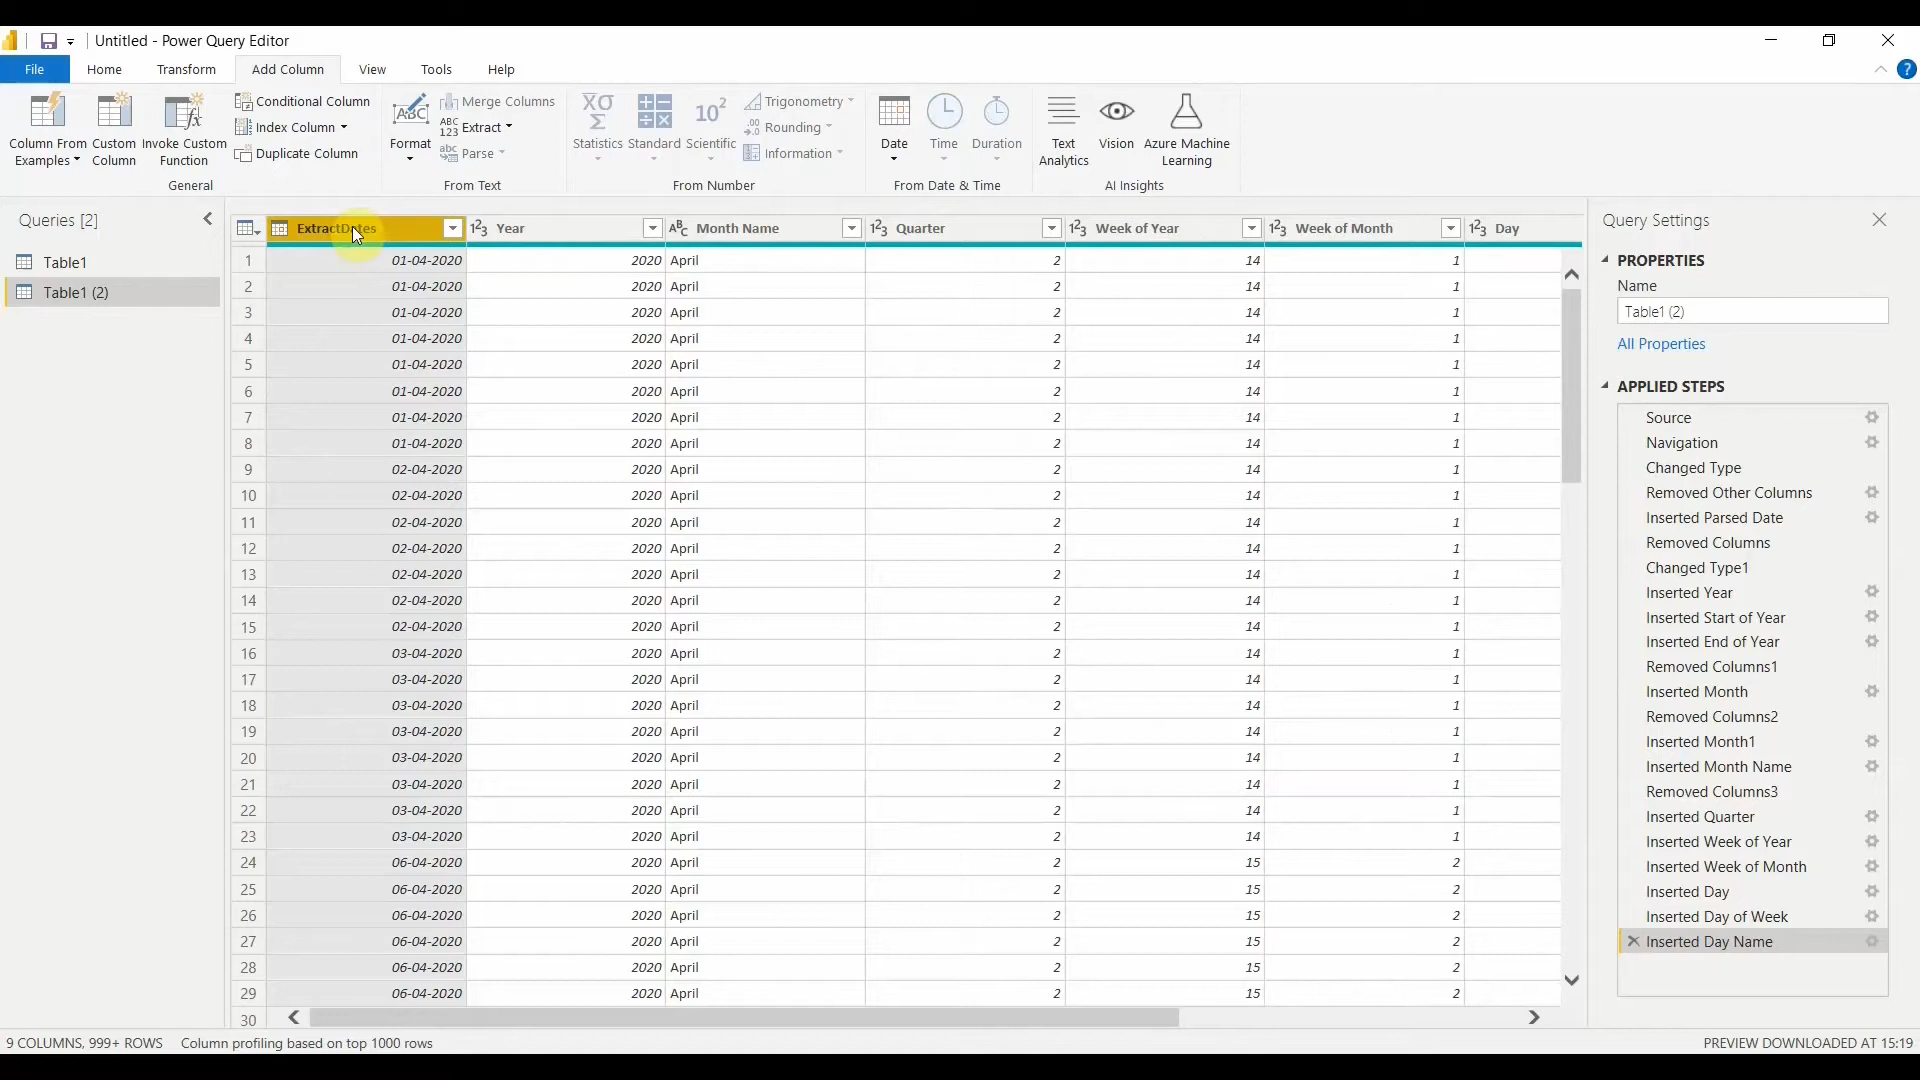 Untitled - Power Query Editor
File Home Transform Add Column View Tools Help
?
Column From Examples
Custom Column
Invoke Custom Function
Conditional Column
Index Column
Duplicate Column
General
Format
Merge Columns
Extract
Parse
From Text
Statistics
Standard
Scientific
Trigonometry
Rounding
Information
From Number
Date
Time
Duration
From Date & Time
Text Analytics
Vision
Azure Machine Learning
AI Insights
Queries [2]
Table1
Table1 (2)
ExtractDates Year Month Name Quarter Week of Year Week of Month Day
1 01-04-2020 2020 April 2 14 1
2 01-04-2020 2020 April 2 14 1
3 01-04-2020 2020 April 2 14 1
4 01-04-2020 2020 April 2 14 1
5 01-04-2020 2020 April 2 14 1
6 01-04-2020 2020 April 2 14 1
7 01-04-2020 2020 April 2 14 1
8 01-04-2020 2020 April 2 14 1
9 02-04-2020 2020 April 2 14 1
10 02-04-2020 2020 April 2 14 1
11 02-04-2020 2020 April 2 14 1
12 02-04-2020 2020 April 2 14 1
13 02-04-2020 2020 April 2 14 1
14 02-04-2020 2020 April 2 14 1
15 02-04-2020 2020 April 2 14 1
16 03-04-2020 2020 April 2 14 1
17 03-04-2020 2020 April 2 14 1
18 03-04-2020 2020 April 2 14 1
19 03-04-2020 2020 April 2 14 1
20 03-04-2020 2020 April 2 14 1
21 03-04-2020 2020 April 2 14 1
22 03-04-2020 2020 April 2 14 1
23 03-04-2020 2020 April 2 14 1
24 06-04-2020 2020 April 2 15 2
25 06-04-2020 2020 April 2 15 2
26 06-04-2020 2020 April 2 15 2
27 06-04-2020 2020 April 2 15 2
28 06-04-2020 2020 April 2 15 2
29 06-04-2020 2020 April 2 15 2
30
Query Settings
PROPERTIES
Name
Table1 (2)
All Properties
APPLIED STEPS
Source
Navigation
Changed Type
Removed Other Columns
Inserted Parsed Date
Removed Columns
Changed Type1
Inserted Year
Inserted Start of Year
Inserted End of Year
Removed Columns1
Inserted Month
Removed Columns2
Inserted Month1
Inserted Month Name
Removed Columns3
Inserted Quarter
Inserted Week of Year
Inserted Week of Month
Inserted Day
Inserted Day of Week
Inserted Day Name
9 COLUMNS, 999+ ROWS Column profiling based on top 1000 rows
PREVIEW DOWNLOADED AT 15:19